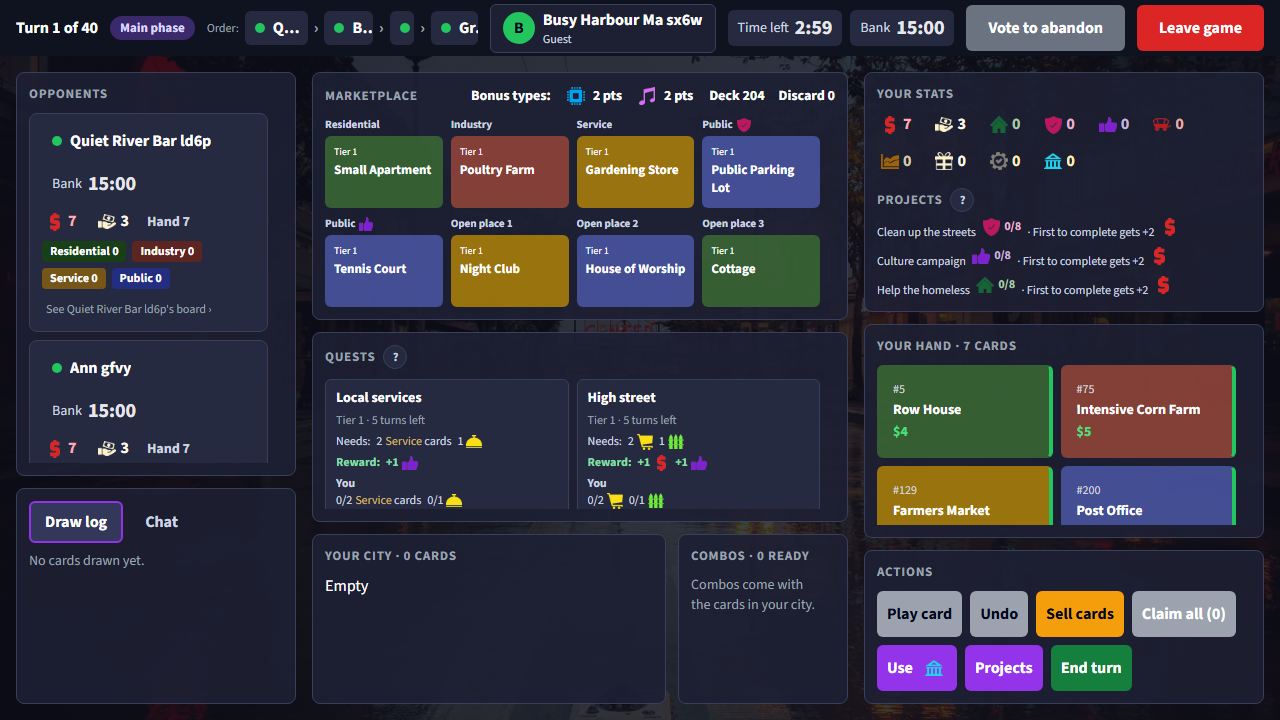 Turn 1 of 40 Main phase Order: Q... › B... › › Gr. B Busy Harbour Ma sx6w Guest Time left 2:59 Bank 15:00 Vote to abandon Leave game
OPPONENTS
Quiet River Bar ld6p
Bank 15:00
7 3 Hand 7
Residential 0 Industry 0
Service 0 Public 0
See Quiet River Bar ld6p's board ›
Ann gfvy
Bank 15:00
7 3 Hand 7
Draw log Chat
No cards drawn yet.
MARKETPLACE Bonus types: 2 pts 2 pts Deck 204 Discard 0
Residential Industry Service Public
Tier 1 Tier 1 Tier 1 Tier 1
Small Apartment Poultry Farm Gardening Store Public Parking Lot
Public Open place 1 Open place 2 Open place 3
Tier 1 Tier 1 Tier 1 Tier 1
Tennis Court Night Club House of Worship Cottage
QUESTS ?
Local services
Tier 1 · 5 turns left
Needs: 2 Service cards 1
Reward: +1
You
0/2 Service cards 0/1
High street
Tier 1 · 5 turns left
Needs: 2 1
Reward: +1 +1
You
0/2 0/1
YOUR CITY · 0 CARDS
Empty
COMBOS · 0 READY
Combos come with
the cards in your city.
YOUR STATS
7 3 0 0 0 0
0 0 0 0
PROJECTS ?
Clean up the streets 0/8 · First to complete gets +2
Culture campaign 0/8 · First to complete gets +2
Help the homeless 0/8 · First to complete gets +2
YOUR HAND · 7 CARDS
#5
Row House
$4
#75
Intensive Corn Farm
$5
#129
Farmers Market
#200
Post Office
ACTIONS
Play card Undo Sell cards Claim all (0)
Use Projects End turn